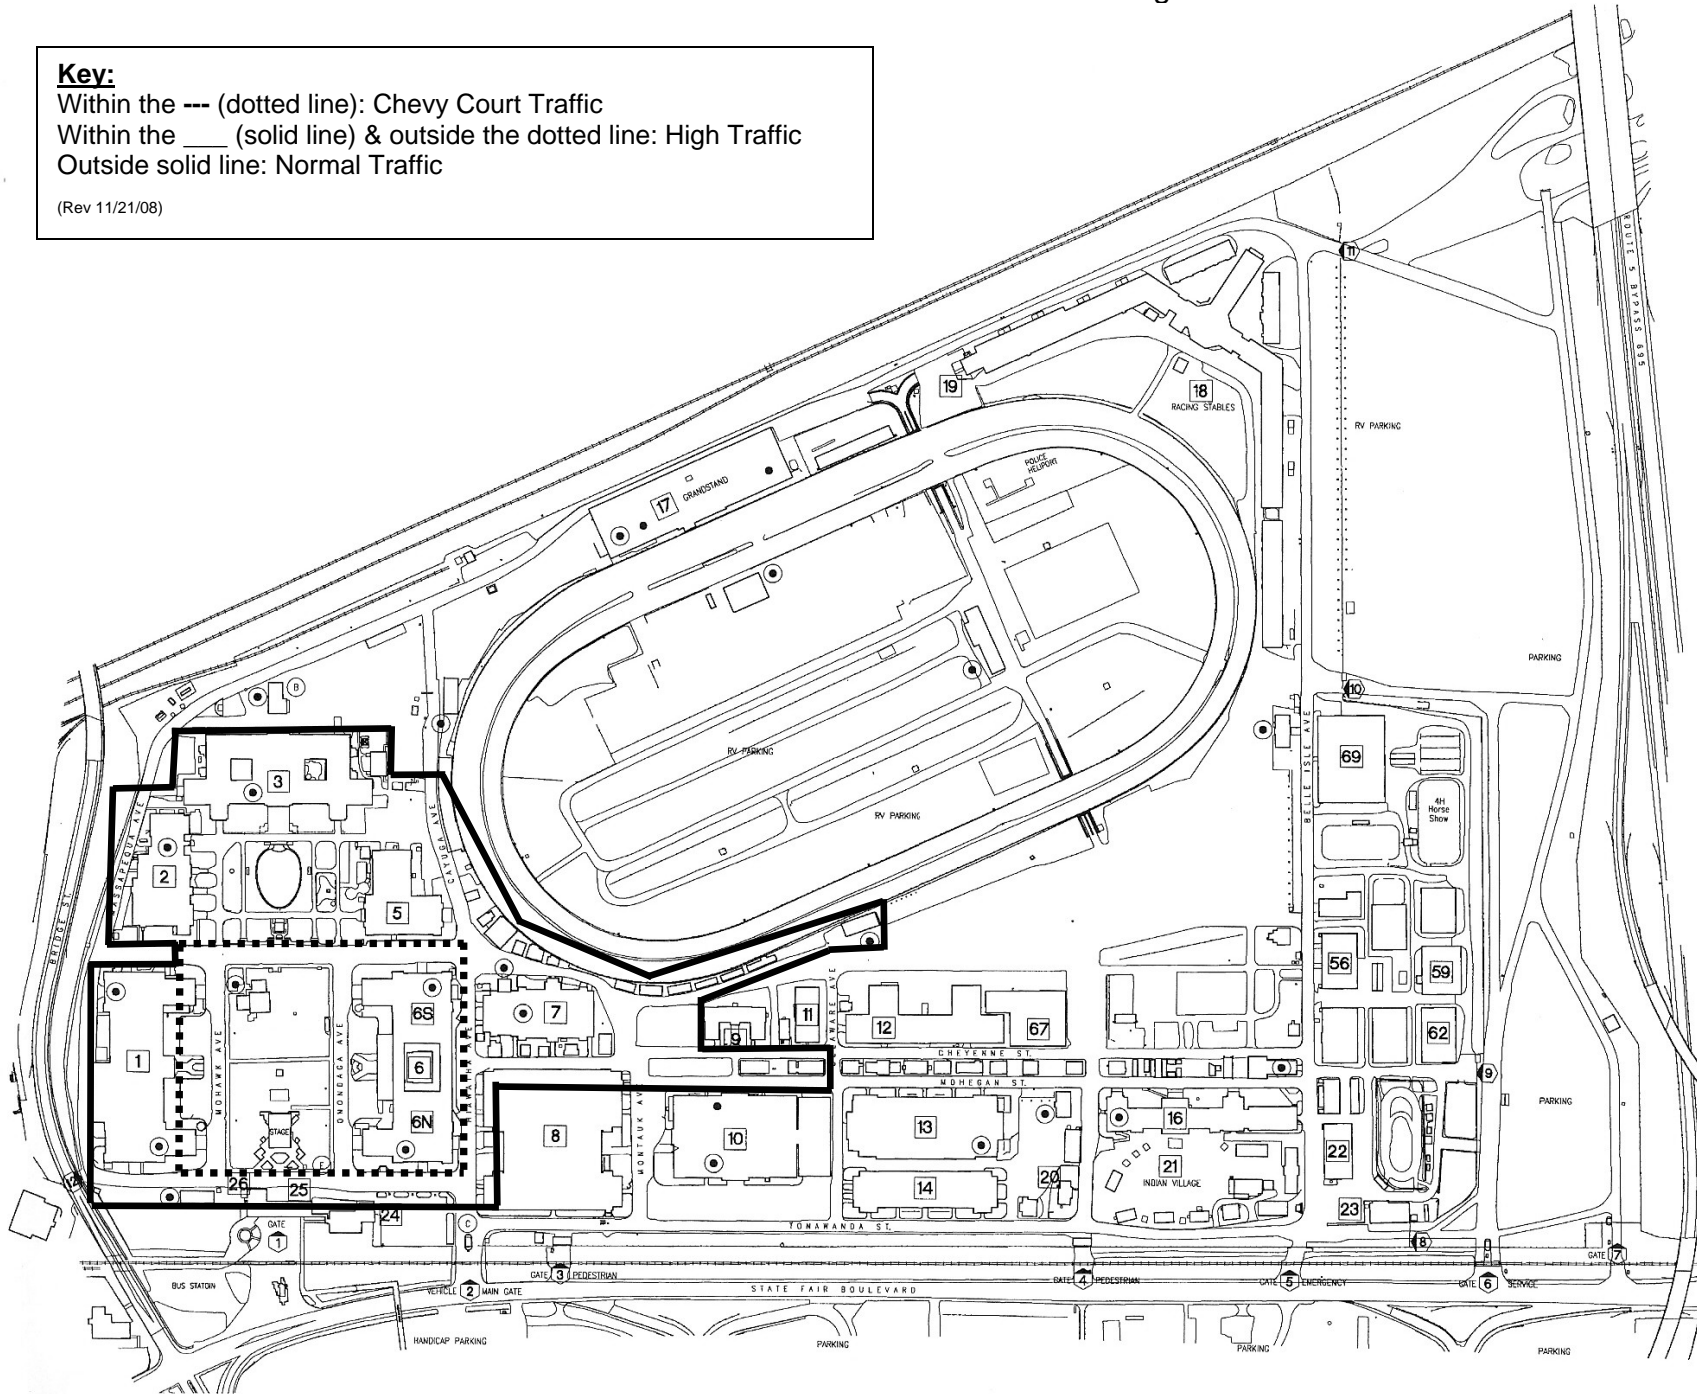 Key:
Within the --- (dotted line): Chevy Court Traffic
Within the ___ (solid line) & outside the dotted line: High Traffic
Outside solid line: Normal Traffic
(Rev 11/21/08)
ROUTE 5 BYPASS 695
11
19
18
RACING STABLES
RV PARKING
POLICE
HELIPORT
17
GRANDSTAND
PARKING
B
10
RV PARKING
69
BELLE ISLE AVE
3
4H
Horse
Show
CAYUGA AVE
RV PARKING
2
5
BRIDGE ST.
56
59
6S
7
11
12
67
62
9
CHEYENNE ST.
1
MOHAWK AVE
ONONDAGA AVE
6
9
MOHEGAN ST.
PARKING
STAGE
6N
8
MONTAUK AVE
10
13
16
22
21
INDIAN VILLAGE
12
26
25
14
20
23
24
C
TONAWANDA ST.
GATE
1
8
GATE 7
BUS STATOIN
GATE 3 PEDESTRIAN
GATE 4 PEDESTRIAN
GATE 5 EMERGENCY
GATE 6 SERVICE
VEHICLE 2 MAIN GATE
STATE FAIR BOULEVARD
HANDICAP PARKING
PARKING
PARKING
PARKING